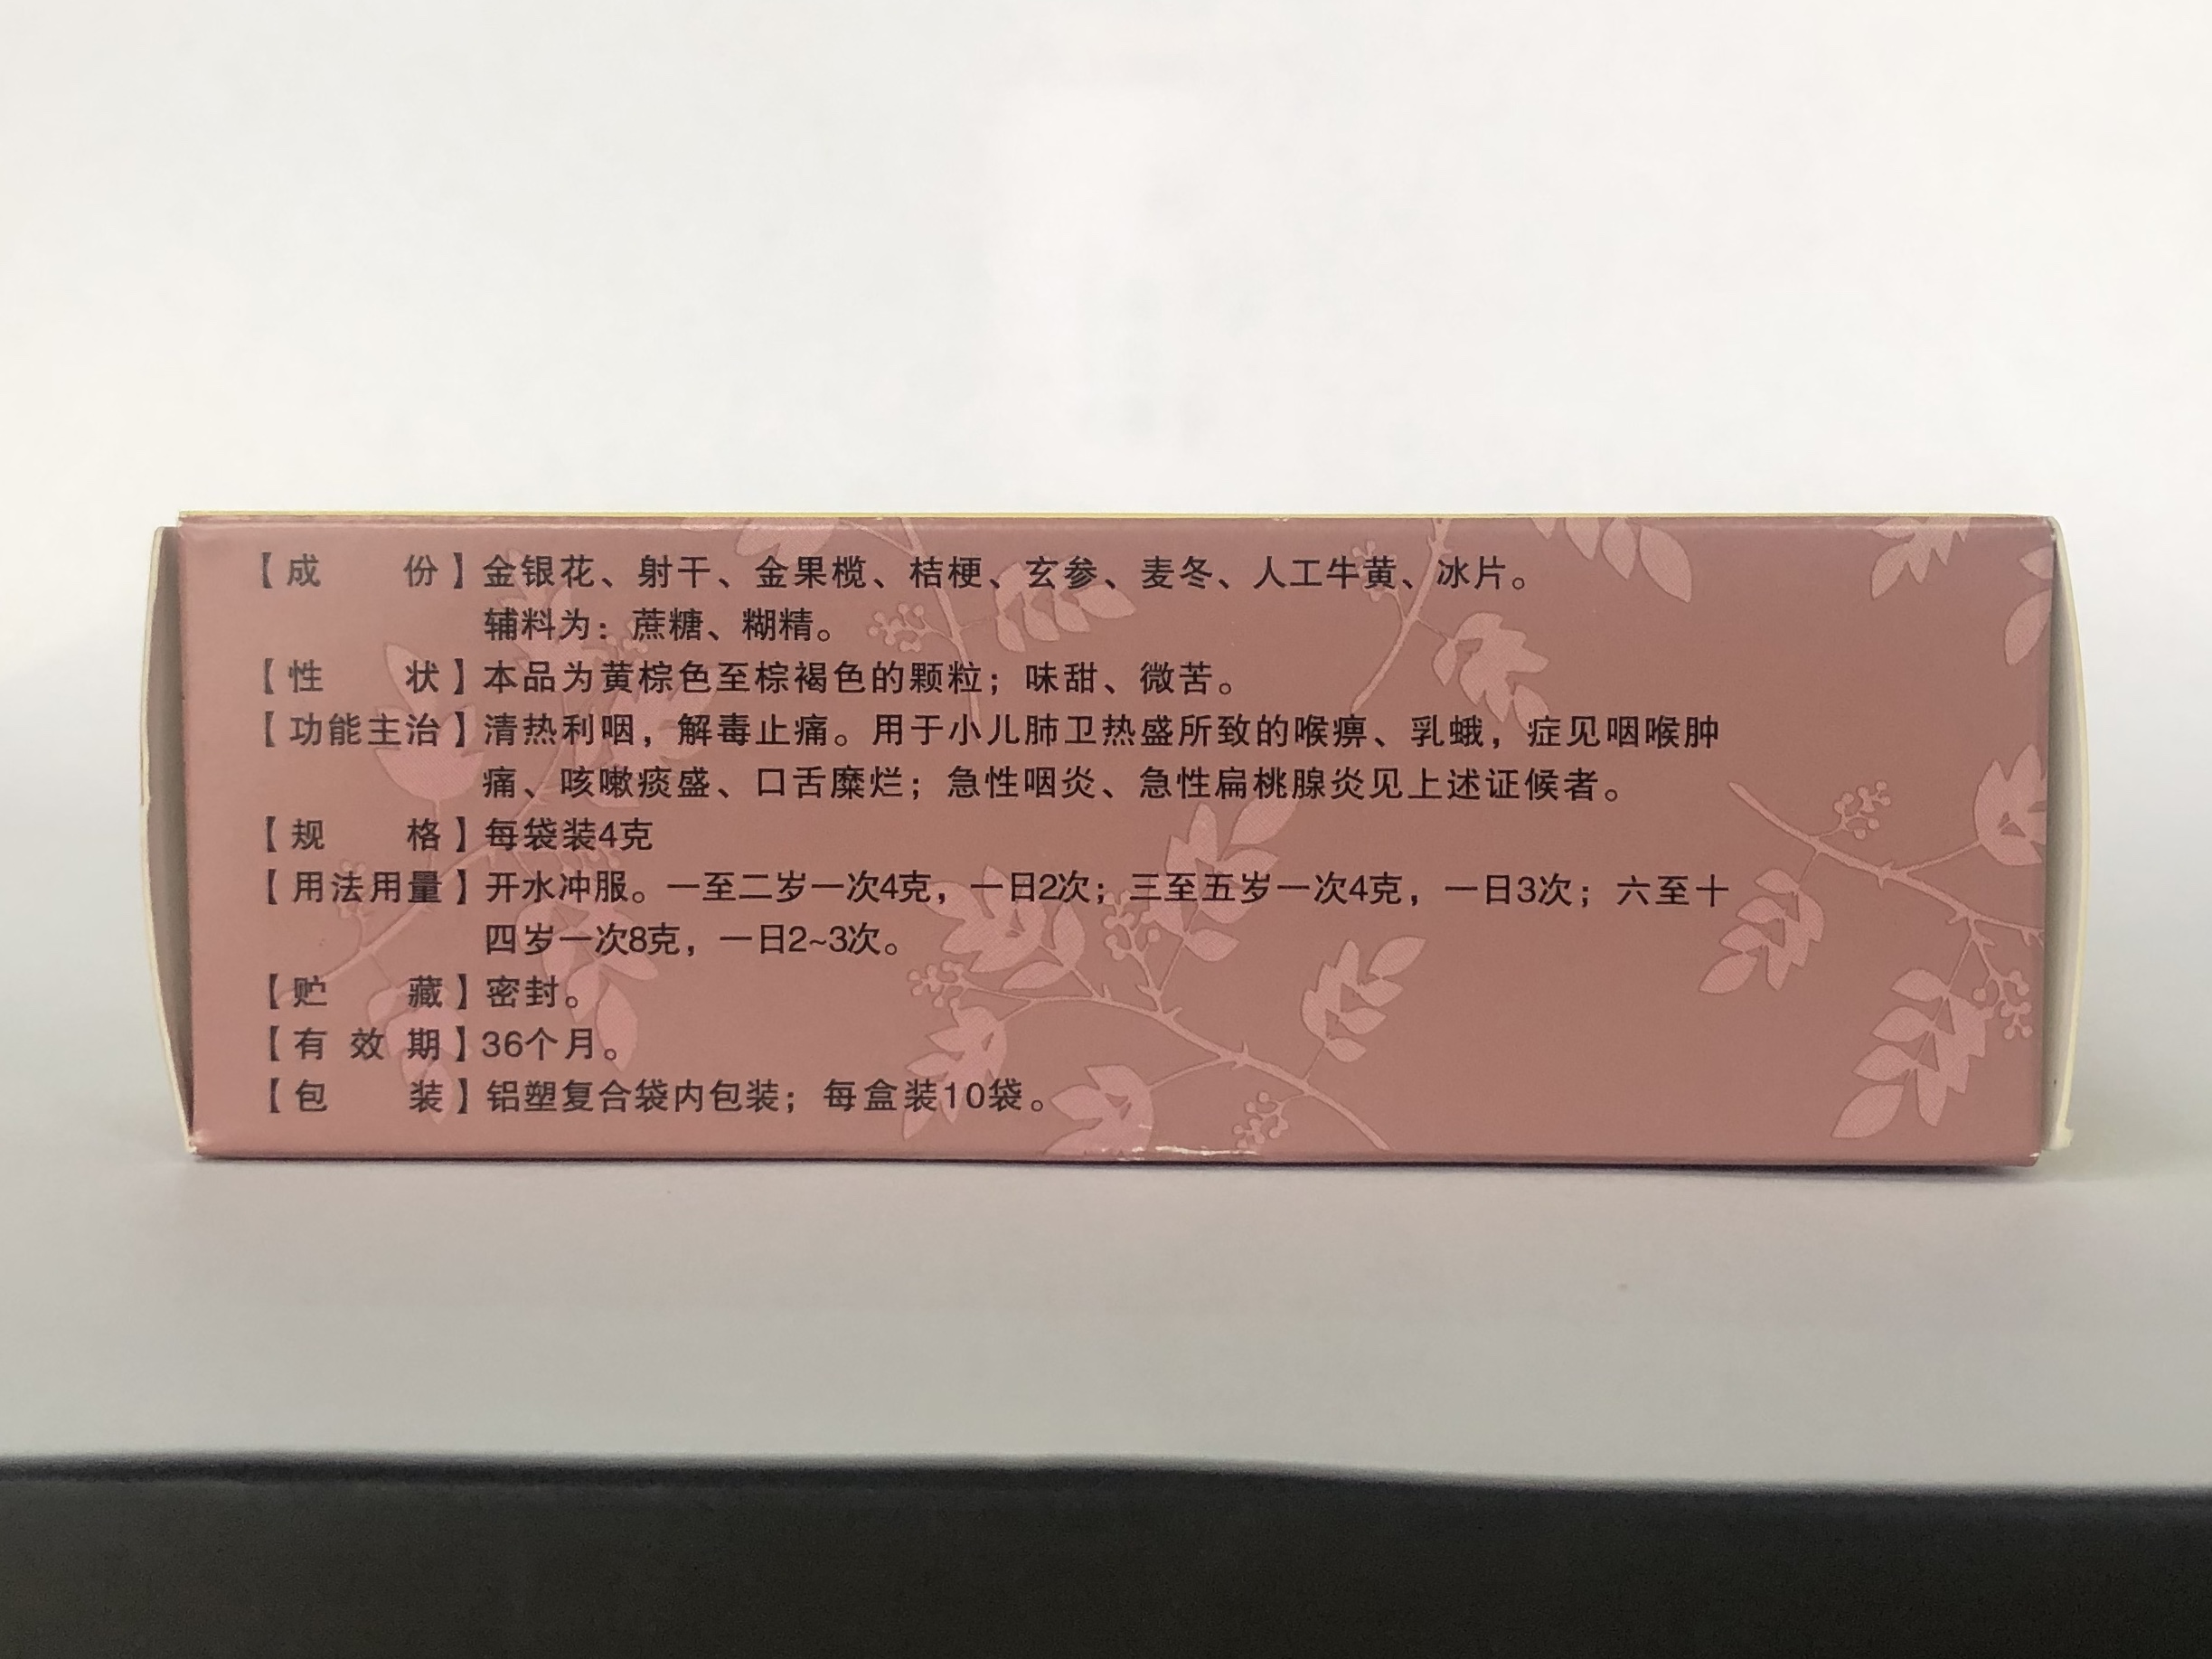 【成份】金银花、射干、金果榄、桔梗、玄参、麦冬、人工牛黄、冰片。
辅料为：蔗糖、糊精。
【性状】本品为黄棕色至棕褐色的颗粒；味甜、微苦。
【功能主治】清热利咽，解毒止痛。用于小儿肺卫热盛所致的喉痹、乳蛾，症见咽喉肿
痛、咳嗽痰盛、口舌糜烂；急性咽炎、急性扁桃腺炎见上述证候者。
【规格】每袋装4克
【用法用量】开水冲服。一至二岁一次4克，一日2次；三至五岁一次4克，一日3次；六至十
四岁一次8克，一日2~3次。
【贮藏】密封。
【有效期】36个月。
【包装】铝塑复合袋内包装；每盒装10袋。